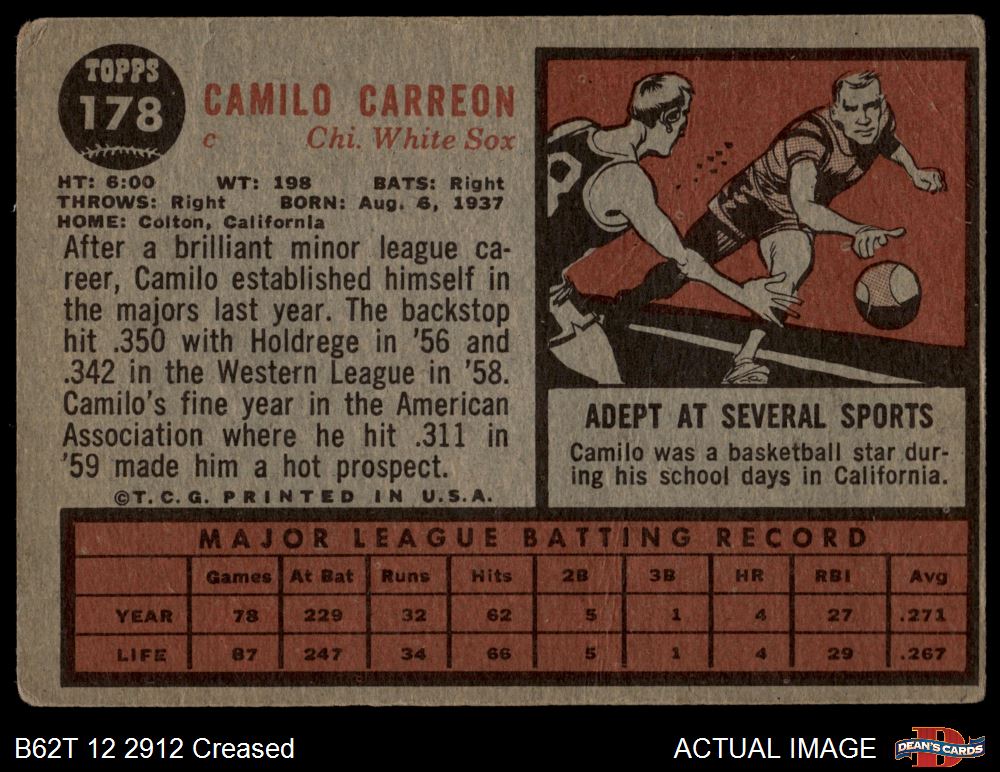 TOPPS
178
CAMILO CARREON
c Chi. White Sox
HT: 6:00 WT: 198 BATS: Right
THROWS: Right BORN: Aug. 6, 1937
HOME: Colton, California
After a brilliant minor league ca-
reer, Camilo established himself in
the majors last year. The backstop
hit .350 with Holdrege in '56 and
.342 in the Western League in '58.
Camilo's fine year in the American
Association where he hit .311 in
'59 made him a hot prospect.
©T.C.G. PRINTED IN U.S.A.
ADEPT AT SEVERAL SPORTS
Camilo was a basketball star dur-
ing his school days in California.
MAJOR LEAGUE BATTING RECORD
Games At Bat Runs Hits 2B 3B HR RBI Avg
YEAR 78 229 32 62 5 1 4 27 .271
LIFE 87 247 34 66 5 1 4 29 .267
B62T 12 2912 Creased
ACTUAL IMAGE
DEAN'S CARDS